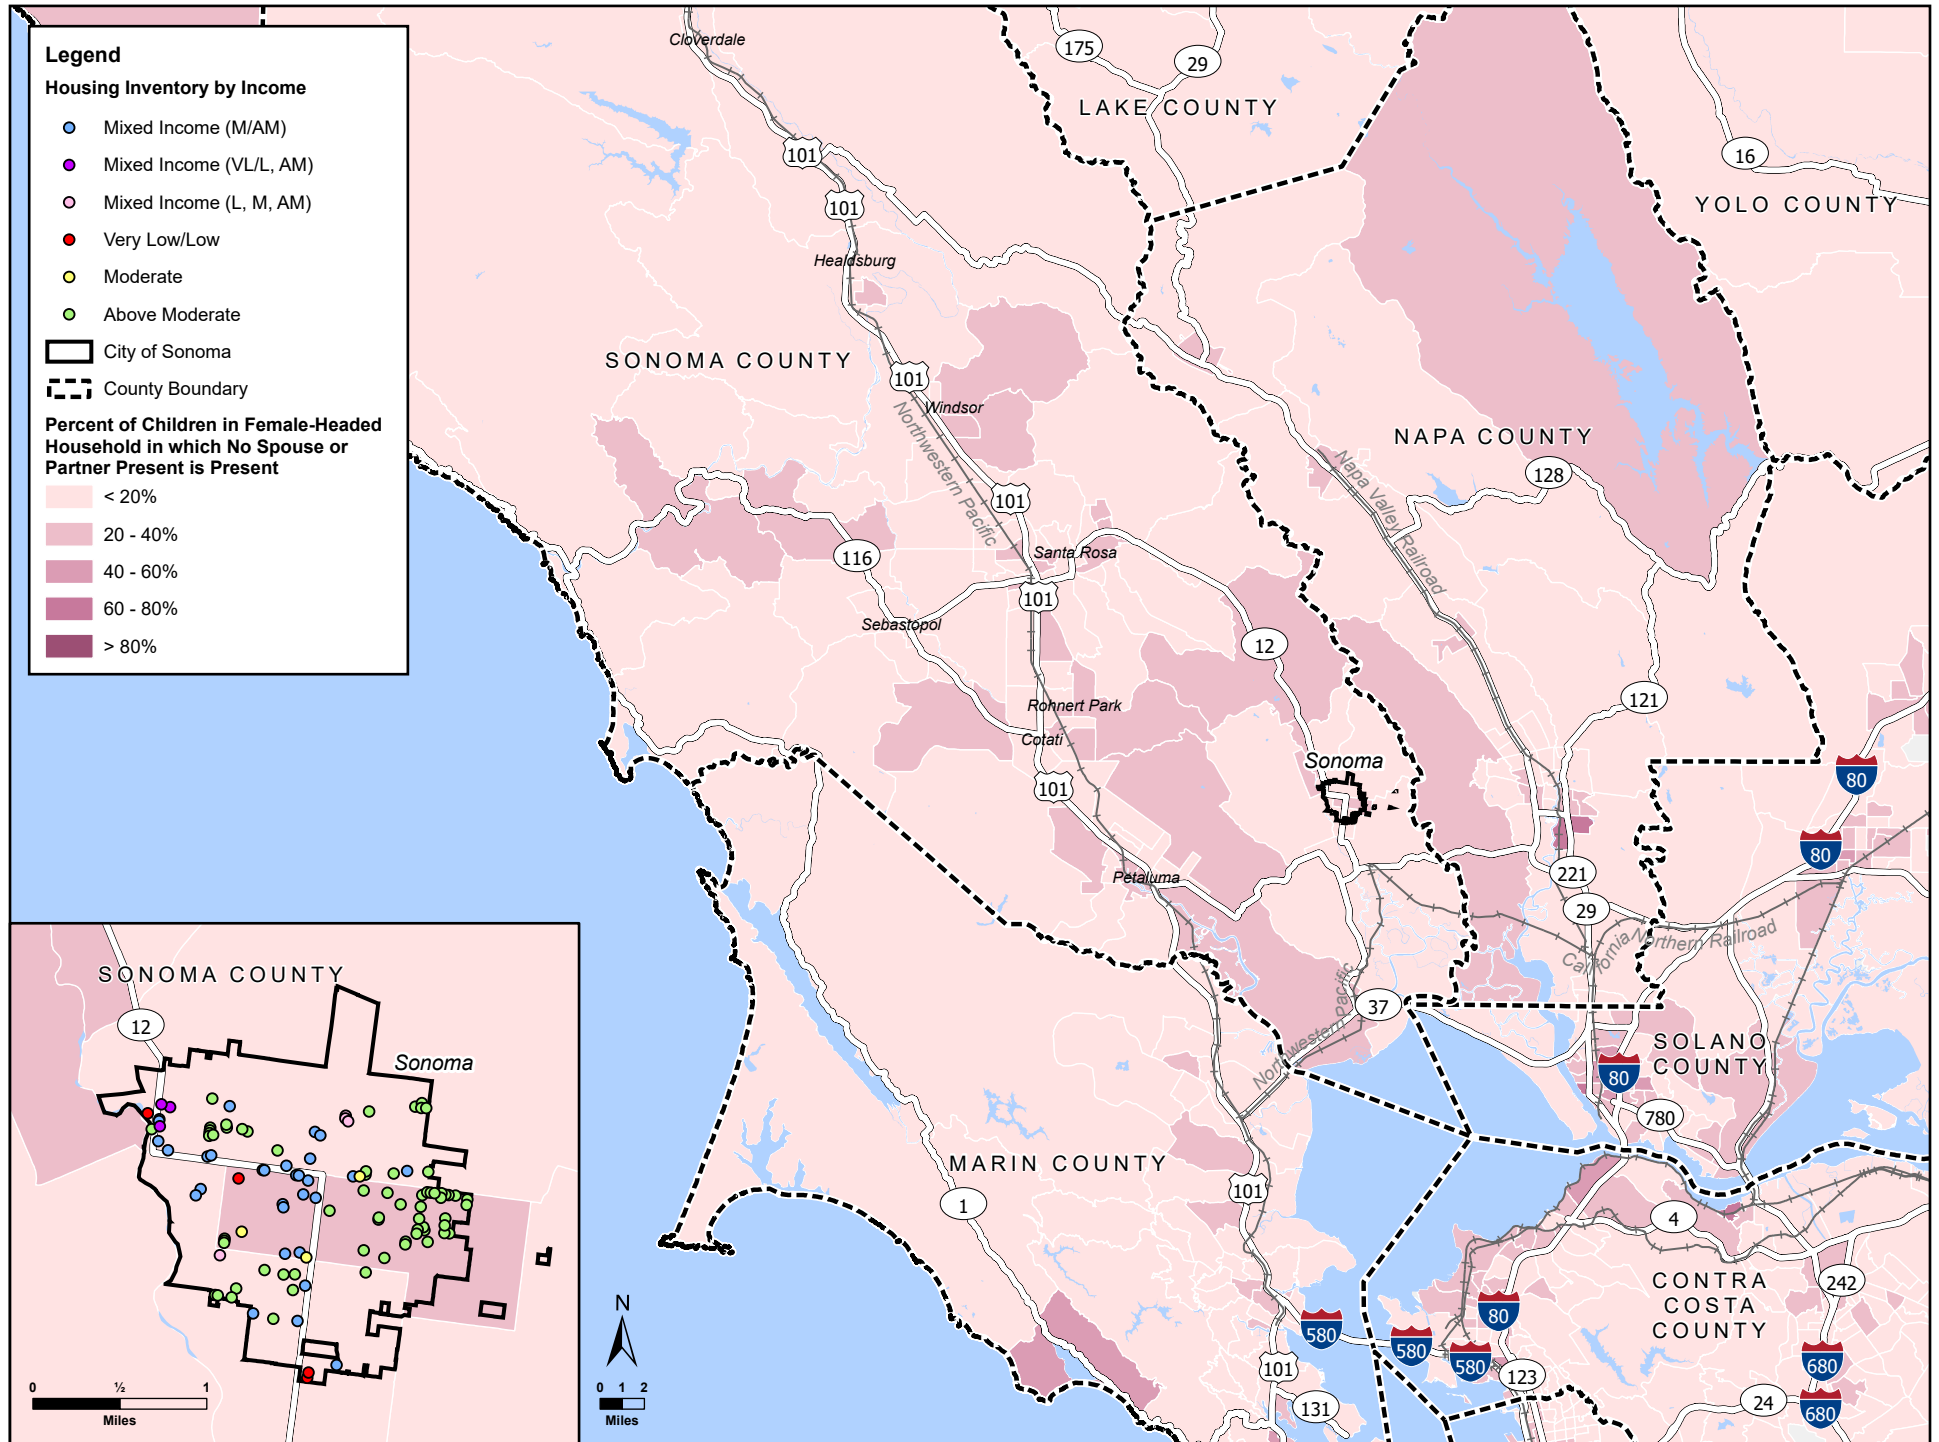 Legend
Housing Inventory by Income
Mixed Income (M/AM)
Mixed Income (VL/L, AM)
Mixed Income (L, M, AM)
Very Low/Low
Moderate
Above Moderate
City of Sonoma
County Boundary
Percent of Children in Female-Headed
Household in which No Spouse or
Partner Present is Present
< 20%
20 - 40%
40 - 60%
60 - 80%
> 80%
Cloverdale
175
29
LAKE COUNTY
101
16
YOLO COUNTY
101
Healdsburg
SONOMA COUNTY
101
Windsor
Northwestern Pacific
NAPA COUNTY
128
Napa Valley Railroad
101
116
Santa Rosa
101
Sebastopol
12
121
Rohnert Park
Cotati
Sonoma
101
80
80
Petaluma
221
29
California Northern Railroad
Northwestern Pacific
37
SOLANO
COUNTY
80
780
MARIN COUNTY
101
1
4
CONTRA
COSTA
COUNTY
242
80
580
580
580
680
101
123
131
24
680
SONOMA COUNTY
12
Sonoma
0
½
1
Miles
N
0 1 2
Miles